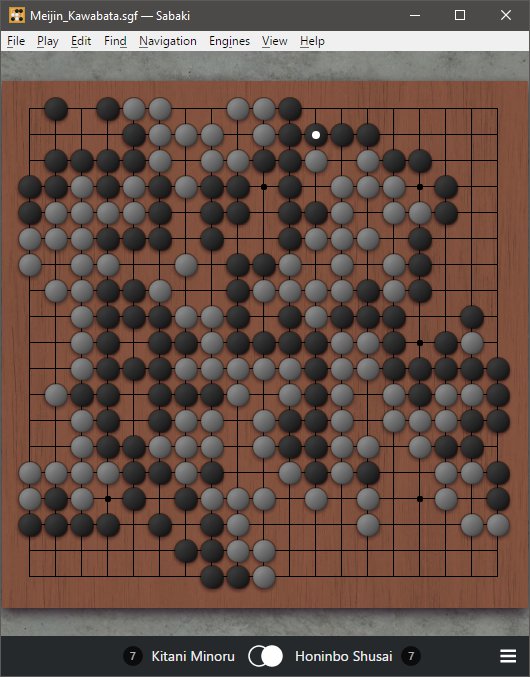 Meijin_Kawabata.sgf — Sabaki
File Play Edit Find Navigation Engines View Help
7 Kitani Minoru Honinbo Shusai 7